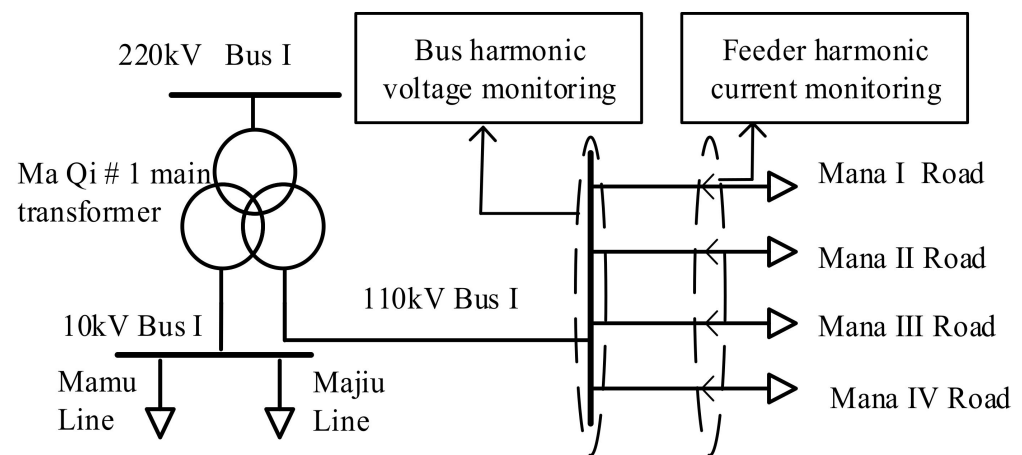 220kV Bus I
Bus harmonic
voltage monitoring
Feeder harmonic
current monitoring
Ma Qi # 1 main
transformer
Mana I Road
Mana II Road
110kV Bus I
10kV Bus I
Mana III Road
Mamu
Line
Majiu
Line
Mana IV Road